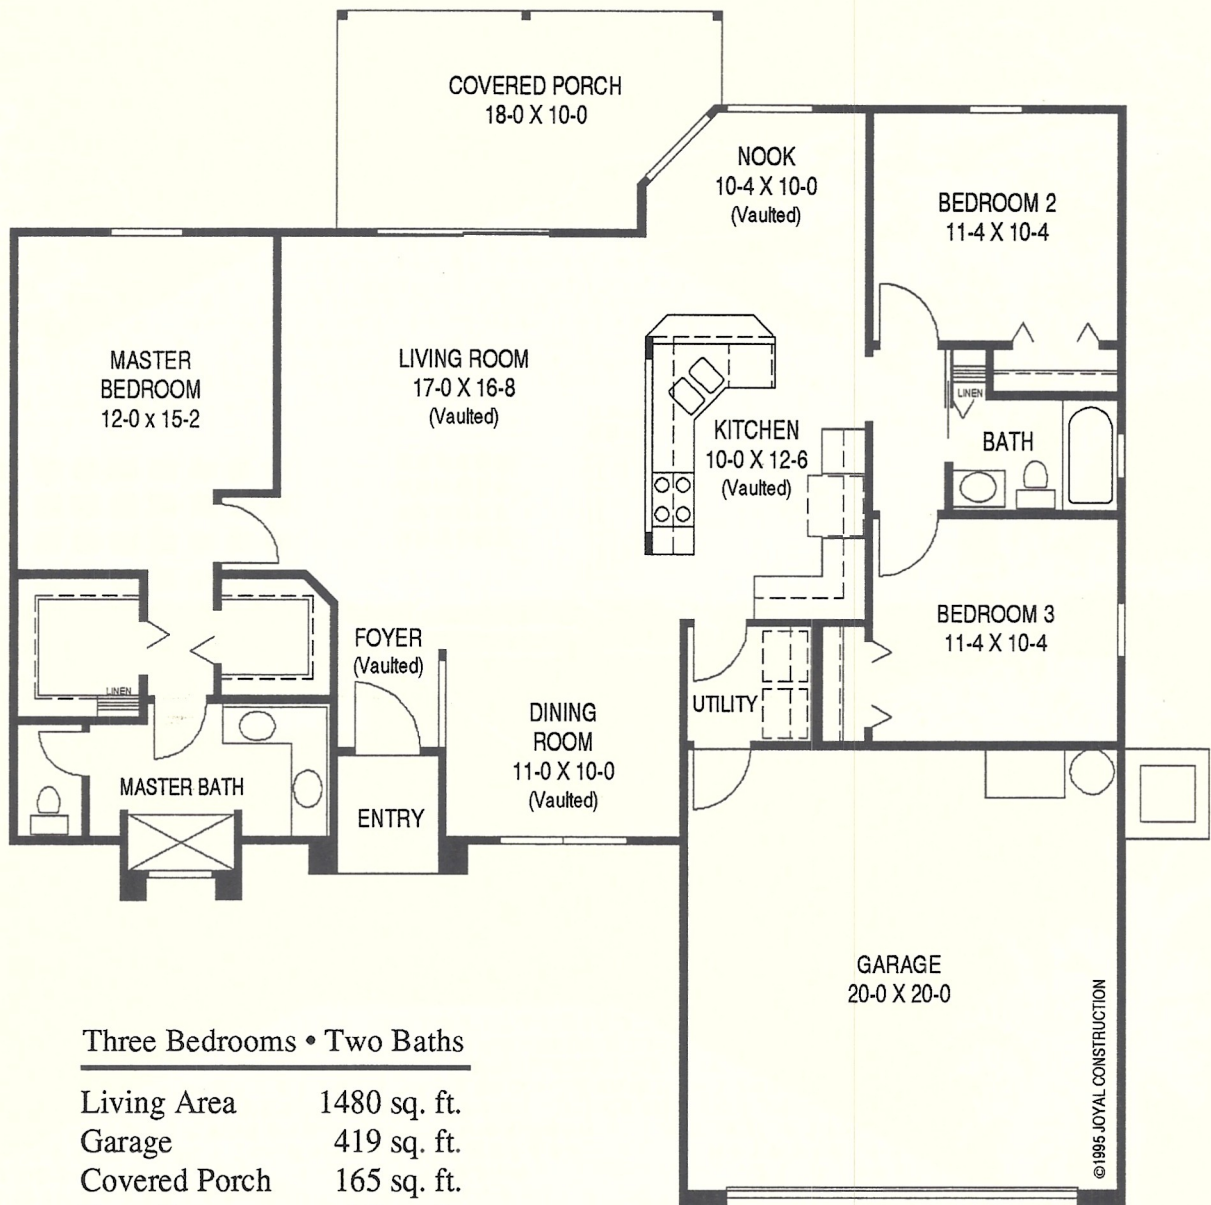 COVERED PORCH
18-0 X 10-0
NOOK
10-4 X 10-0
(Vaulted)
BEDROOM 2
11-4 X 10-4
MASTER
BEDROOM
12-0 x 15-2
LIVING ROOM
17-0 X 16-8
(Vaulted)
LINEN
KITCHEN
10-0 X 12-6
(Vaulted)
BATH
BEDROOM 3
11-4 X 10-4
FOYER
(Vaulted)
LINEN
UTILITY
DINING
ROOM
11-0 X 10-0
(Vaulted)
MASTER BATH
ENTRY
GARAGE
20-0 X 20-0
©1995 JOYAL CONSTRUCTION
Three Bedrooms • Two Baths
Living Area 1480 sq. ft.
Garage 419 sq. ft.
Covered Porch 165 sq. ft.